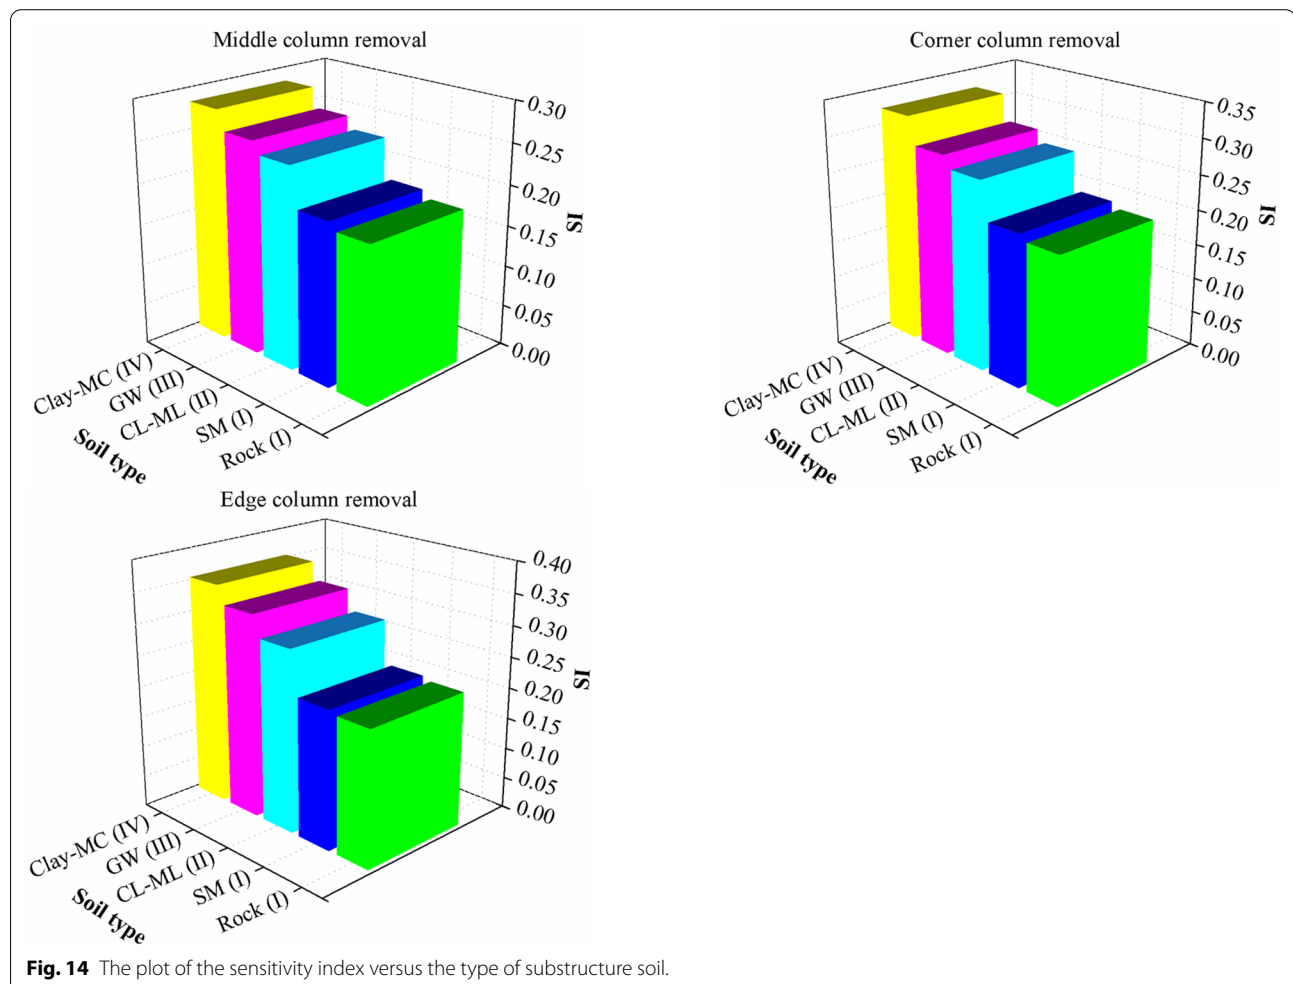 Middle column removal
0.30
0.25
0.20
0.15
0.10
0.05
0.00
IS
Clay-MC (IV)
GW (III)
CL-ML (II)
SM (I)
Rock (I)
Soil type
Corner column removal
0.35
0.30
0.25
0.20
0.15
0.10
0.05
0.00
IS
Clay-MC (IV)
GW (III)
CL-ML (II)
SM (I)
Rock (I)
Soil type
Edge column removal
0.40
0.35
0.30
0.25
0.20
0.15
0.10
0.05
0.00
IS
Clay-MC (IV)
GW (III)
CL-ML (II)
SM (I)
Rock (I)
Soil type
Fig. 14 The plot of the sensitivity index versus the type of substructure soil.